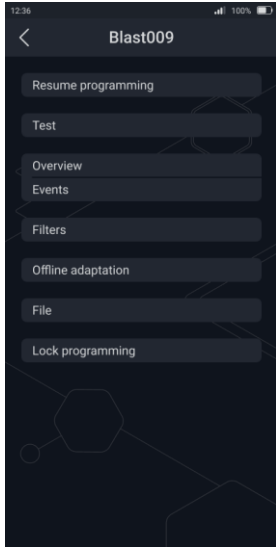 12:36
100%
Blast009
Resume programming
Test
Overview
Events
Filters
Offline adaptation
File
Lock programming